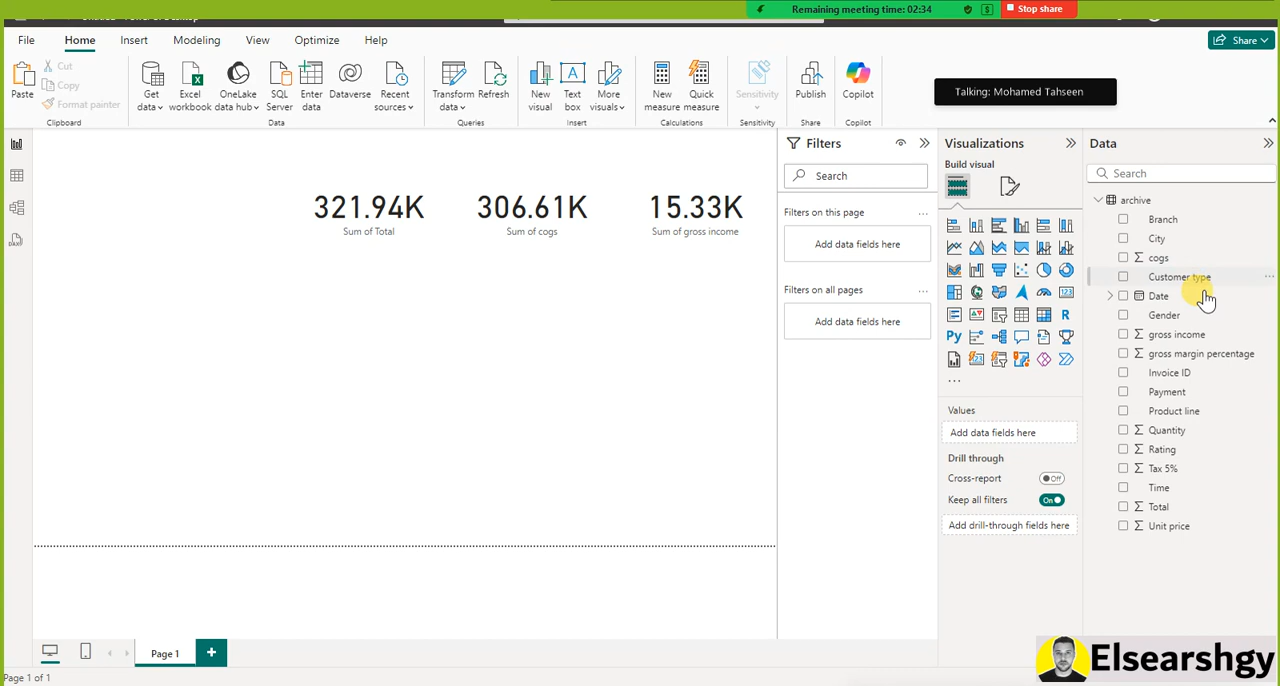 Remaining meeting time: 02:34
Stop share
File Home Insert Modeling View Optimize Help
Share
Paste
Cut
Copy
Format painter
Clipboard
Get data
Excel workbook
OneLake data hub
SQL Server
Enter data
Dataverse
Recent sources
Data
Transform data
Refresh
Queries
New visual
Text box
More visuals
Insert
New measure
Quick measure
Calculations
Sensitivity
Sensitivity
Publish
Share
Copilot
Copilot
Talking: Mohamed Tahseen
321.94K
Sum of Total
306.61K
Sum of cogs
15.33K
Sum of gross income
Filters
Search
Filters on this page
Add data fields here
Filters on all pages
Add data fields here
Visualizations
Build visual
Values
Add data fields here
Drill through
Cross-report
Off
Keep all filters
On
Add drill-through fields here
Data
Search
archive
Branch
City
cogs
Customer type
Date
Gender
gross income
gross margin percentage
Invoice ID
Payment
Product line
Quantity
Rating
Tax 5%
Time
Total
Unit price
Page 1
Page 1 of 1
Elsearshgy